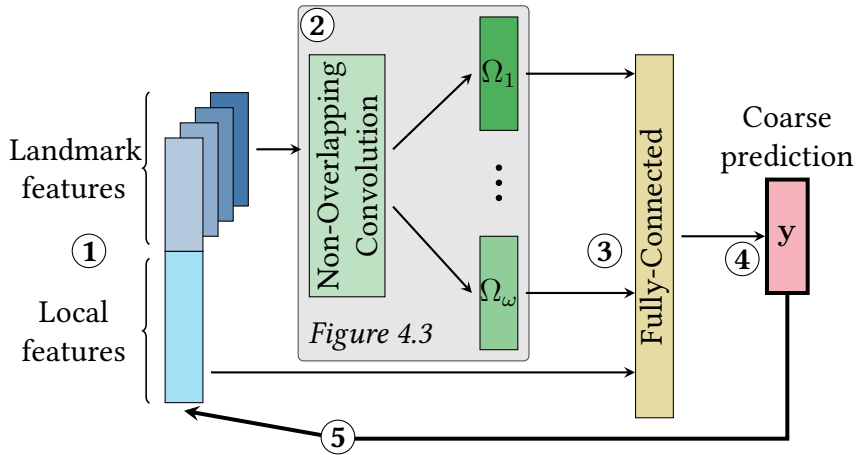 ②
Non-Overlapping
Convolution
Ω₁
⋮
Ω_ω
Figure 4.3
Landmark
features
①
Local
features
③
Fully-Connected
Coarse
prediction
④
y
⑤